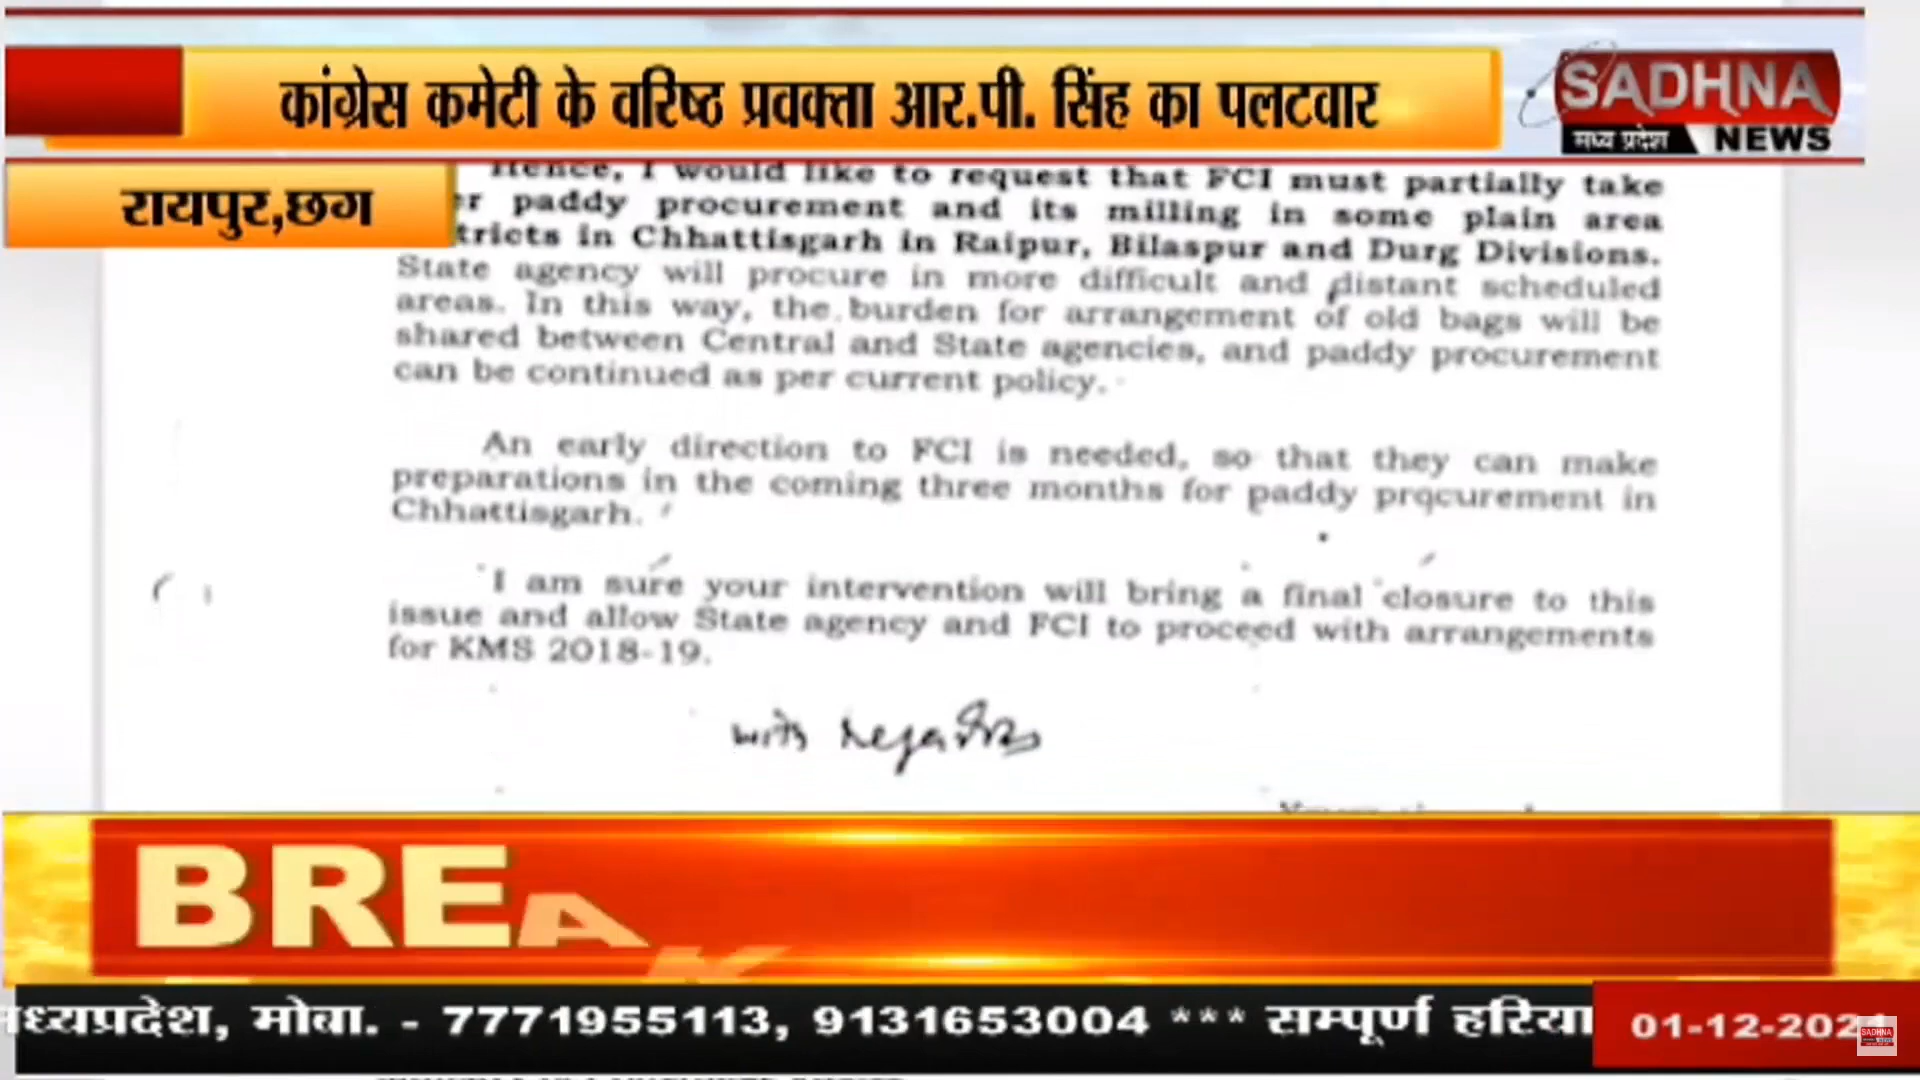 कांग्रेस कमेटी के वरिष्ठ प्रवक्ता आर.पी. सिंह का पलटवार
SADHNA
मध्य प्रदेश NEWS
रायपुर,छग
Hence, I would like to request that FCI must partially take
paddy procurement and its milling in some plain area
tricts in Chhattisgarh in Raipur, Bilaspur and Durg Divisions.
State agency will procure in more difficult and distant scheduled
areas. In this way, the burden for arrangement of old bags will be
shared between Central and State agencies, and paddy procurement
can be continued as per current policy.
An early direction to FCI is needed, so that they can make
preparations in the coming three months for paddy procurement in
Chhattisgarh.
I am sure your intervention will bring a final closure to this
issue and allow State agency and FCI to proceed with arrangements
for KMS 2018-19.
with regards
BREAK
मध्यप्रदेश, मोबा. - 7771955113, 9131653004 *** सम्पूर्ण हरिया
01-12-202
SADHNA
NEWS